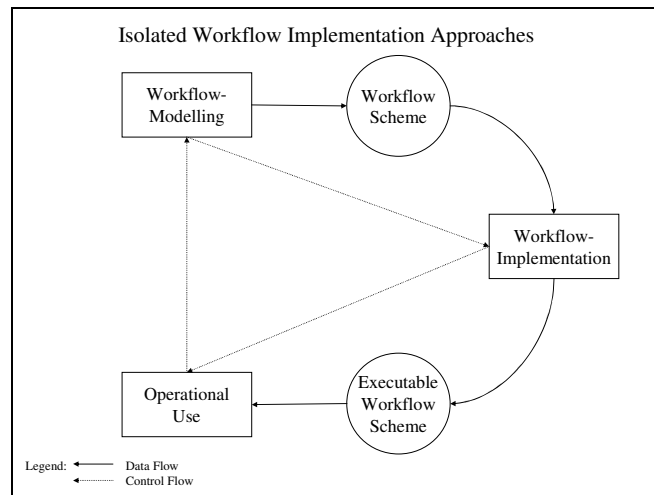 Isolated Workflow Implementation Approaches
Workflow-
Modelling
Workflow
Scheme
Workflow-
Implementation
Executable
Workflow
Scheme
Operational
Use
Legend:
Data Flow
Control Flow